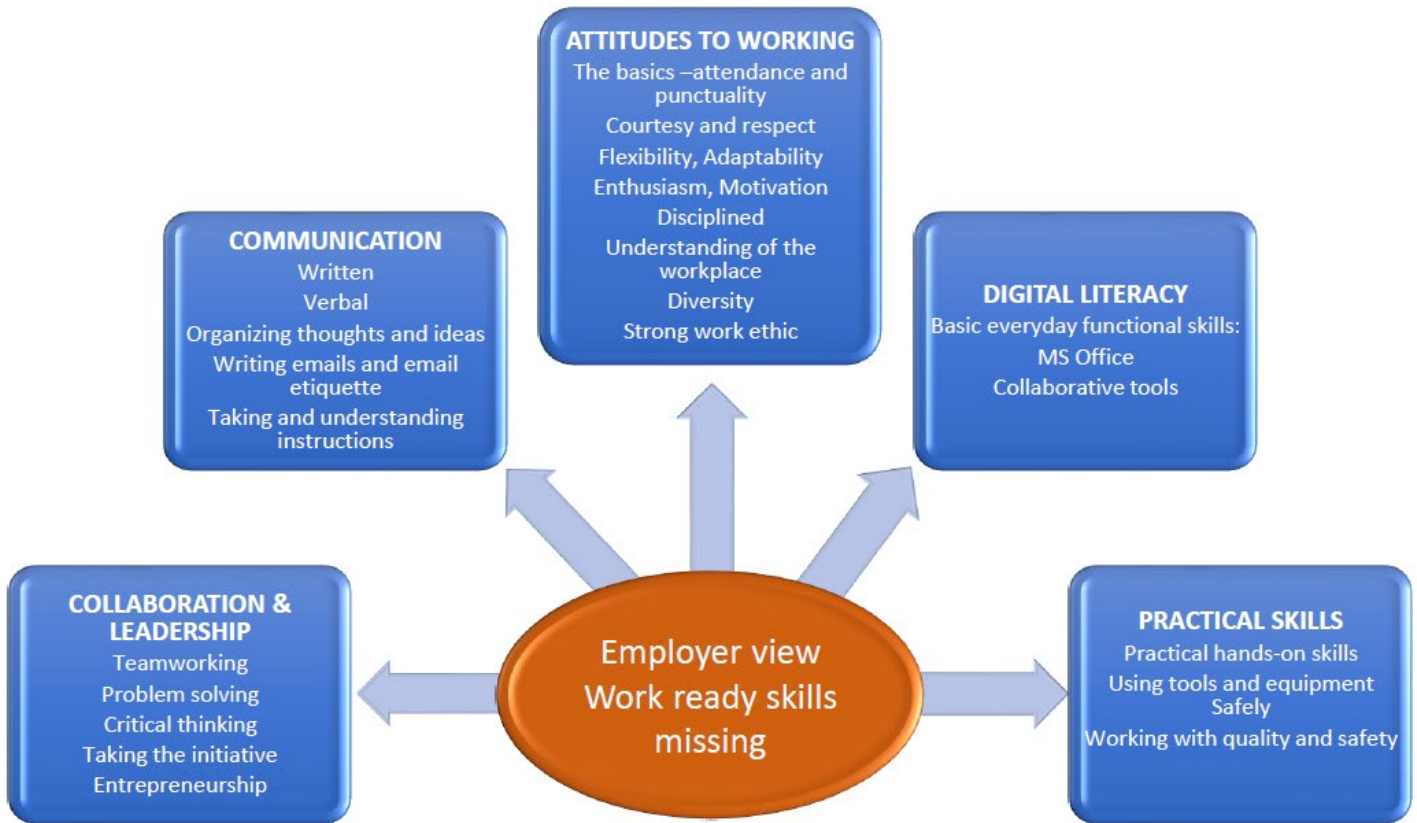 ATTITUDES TO WORKING
The basics –attendance and
punctuality
Courtesy and respect
Flexibility, Adaptability
Enthusiasm, Motivation
Disciplined
Understanding of the
workplace
Diversity
Strong work ethic
COMMUNICATION
Written
Verbal
Organizing thoughts and ideas
Writing emails and email
etiquette
Taking and understanding
instructions
DIGITAL LITERACY
Basic everyday functional skills:
MS Office
Collaborative tools
COLLABORATION &
LEADERSHIP
Teamworking
Problem solving
Critical thinking
Taking the initiative
Entrepreneurship
Employer view
Work ready skills
missing
PRACTICAL SKILLS
Practical hands-on skills
Using tools and equipment
Safely
Working with quality and safety